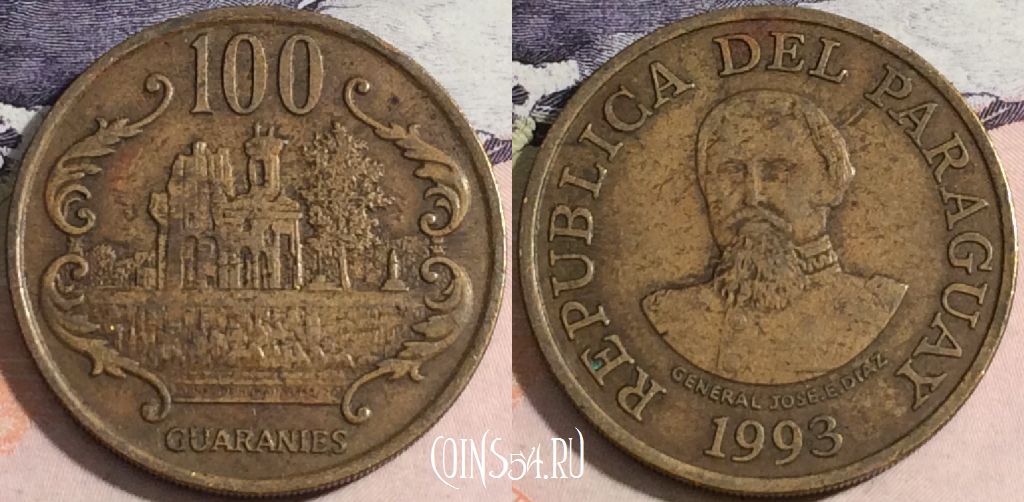 100
GUARANIES
REPUBLICA DEL PARAGUAY
GENERAL JOSE.E.DIAZ
1993
COINS54.RU